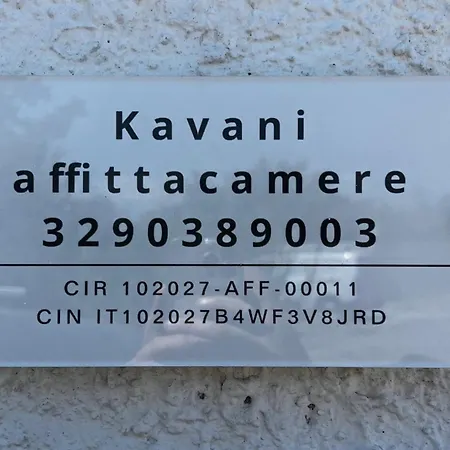 Kavani
affittacamere
3290389003
CIR 102027-AFF-00011
CIN IT102027B4WF3V8JRD